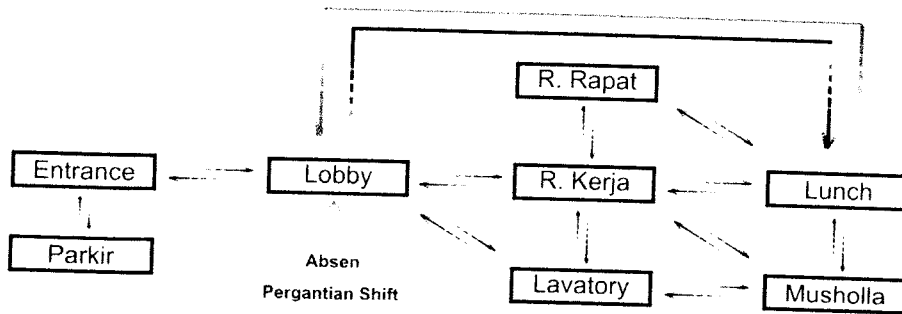 R. Rapat
Entrance
Lobby
R. Kerja
Lunch
Parkir
Absen
Pergantian Shift
Lavatory
Musholla